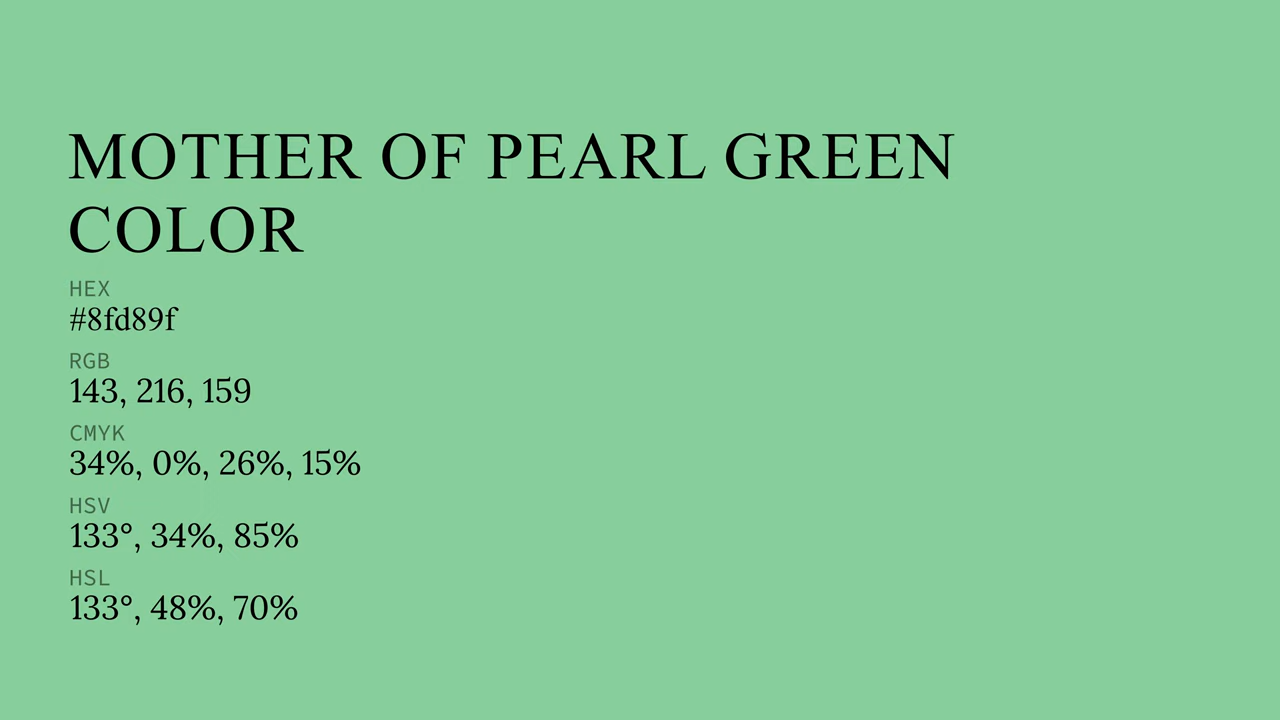 MOTHER OF PEARL GREEN
COLOR
HEX
#8fd89f
RGB
143, 216, 159
CMYK
34%, 0%, 26%, 15%
HSV
133°, 34%, 85%
HSL
133°, 48%, 70%